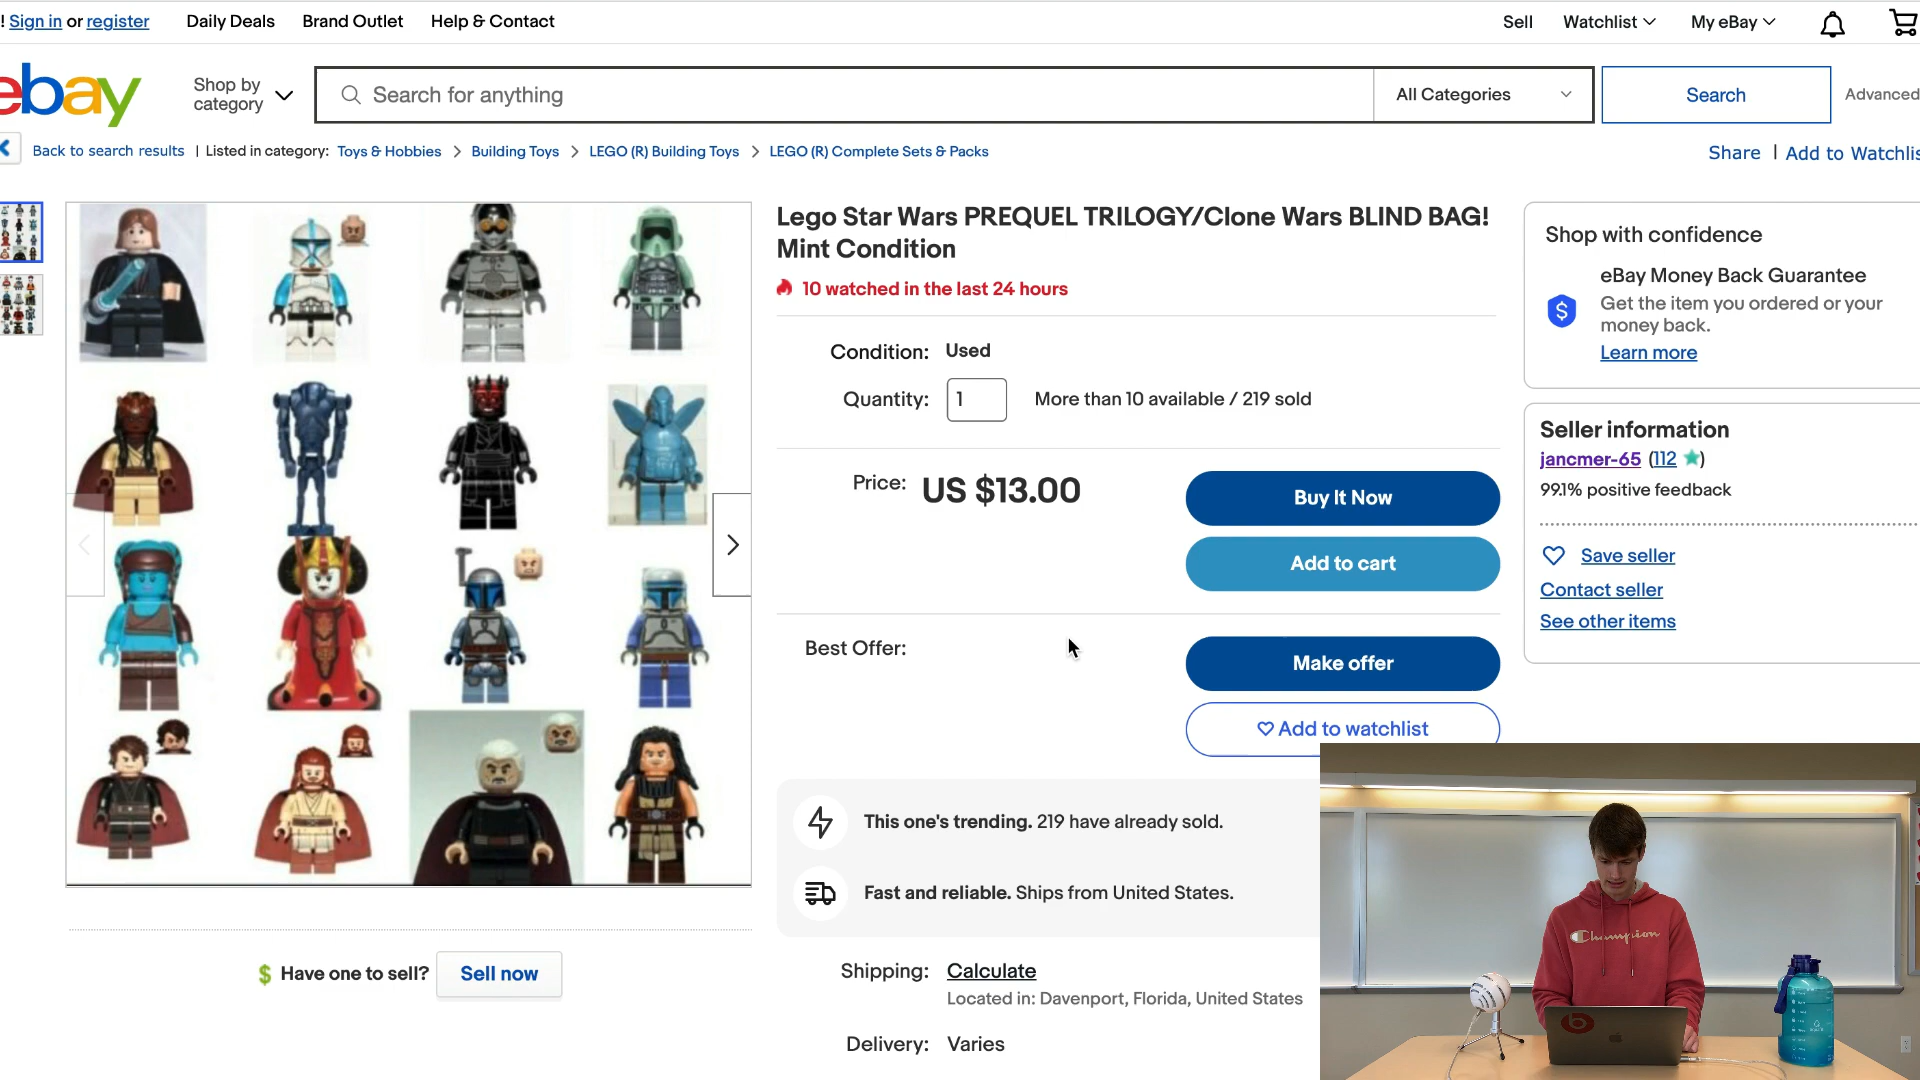 ! Sign in or register
Daily Deals
Brand Outlet
Help & Contact
Sell
Watchlist
My eBay
ebay
Shop by
category
Search for anything
All Categories
Search
Advanced
Back to search results | Listed in category: Toys & Hobbies > Building Toys > LEGO (R) Building Toys > LEGO (R) Complete Sets & Packs
Share | Add to Watchlis
Lego Star Wars PREQUEL TRILOGY/Clone Wars BLIND BAG!
Mint Condition
10 watched in the last 24 hours
Condition: Used
Quantity: 1 More than 10 available / 219 sold
Price: US $13.00
Buy It Now
Add to cart
Best Offer:
Make offer
Add to watchlist
This one's trending. 219 have already sold.
Fast and reliable. Ships from United States.
Shipping: Calculate
Located in: Davenport, Florida, United States
Delivery: Varies
$ Have one to sell? Sell now
Shop with confidence
eBay Money Back Guarantee
Get the item you ordered or your
money back.
Learn more
Seller information
jancmer-65 (112)
99.1% positive feedback
Save seller
Contact seller
See other items
Champion